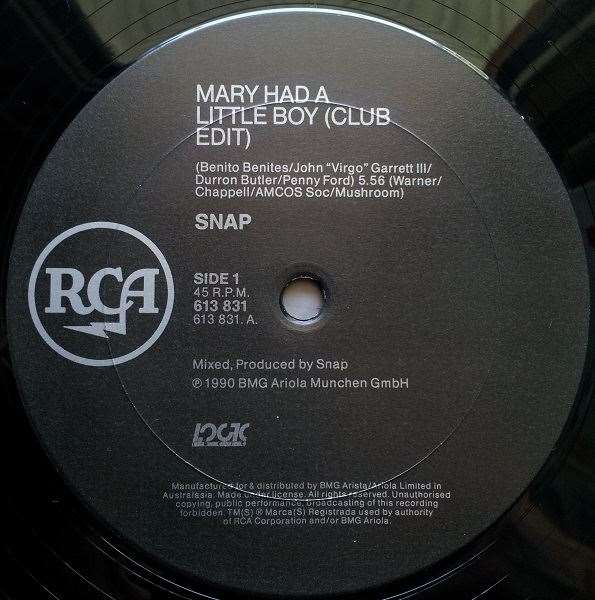 MARY HAD A
LITTLE BOY (CLUB
EDIT)
(Benito Benites/John "Virgo" Garrett III/
Durron Butler/Penny Ford) 5.56 (Warner/
Chappell/AMCOS Soc/Mushroom)
SNAP
RCA
SIDE 1
45 R.P.M.
613 831
613 831. A.
Mixed, Produced by Snap
℗ 1990 BMG Ariola Munchen GmbH
LOGIC
Manufactured for & distributed by BMG Arista/Ariola Limited in
Australasia. Made under license. All rights reserved. Unauthorised
copying, public performance, broadcasting of this recording
forbidden. TM(S) ® Marca(S) Registrada used by authority
of RCA Corporation and/or BMG Ariola.